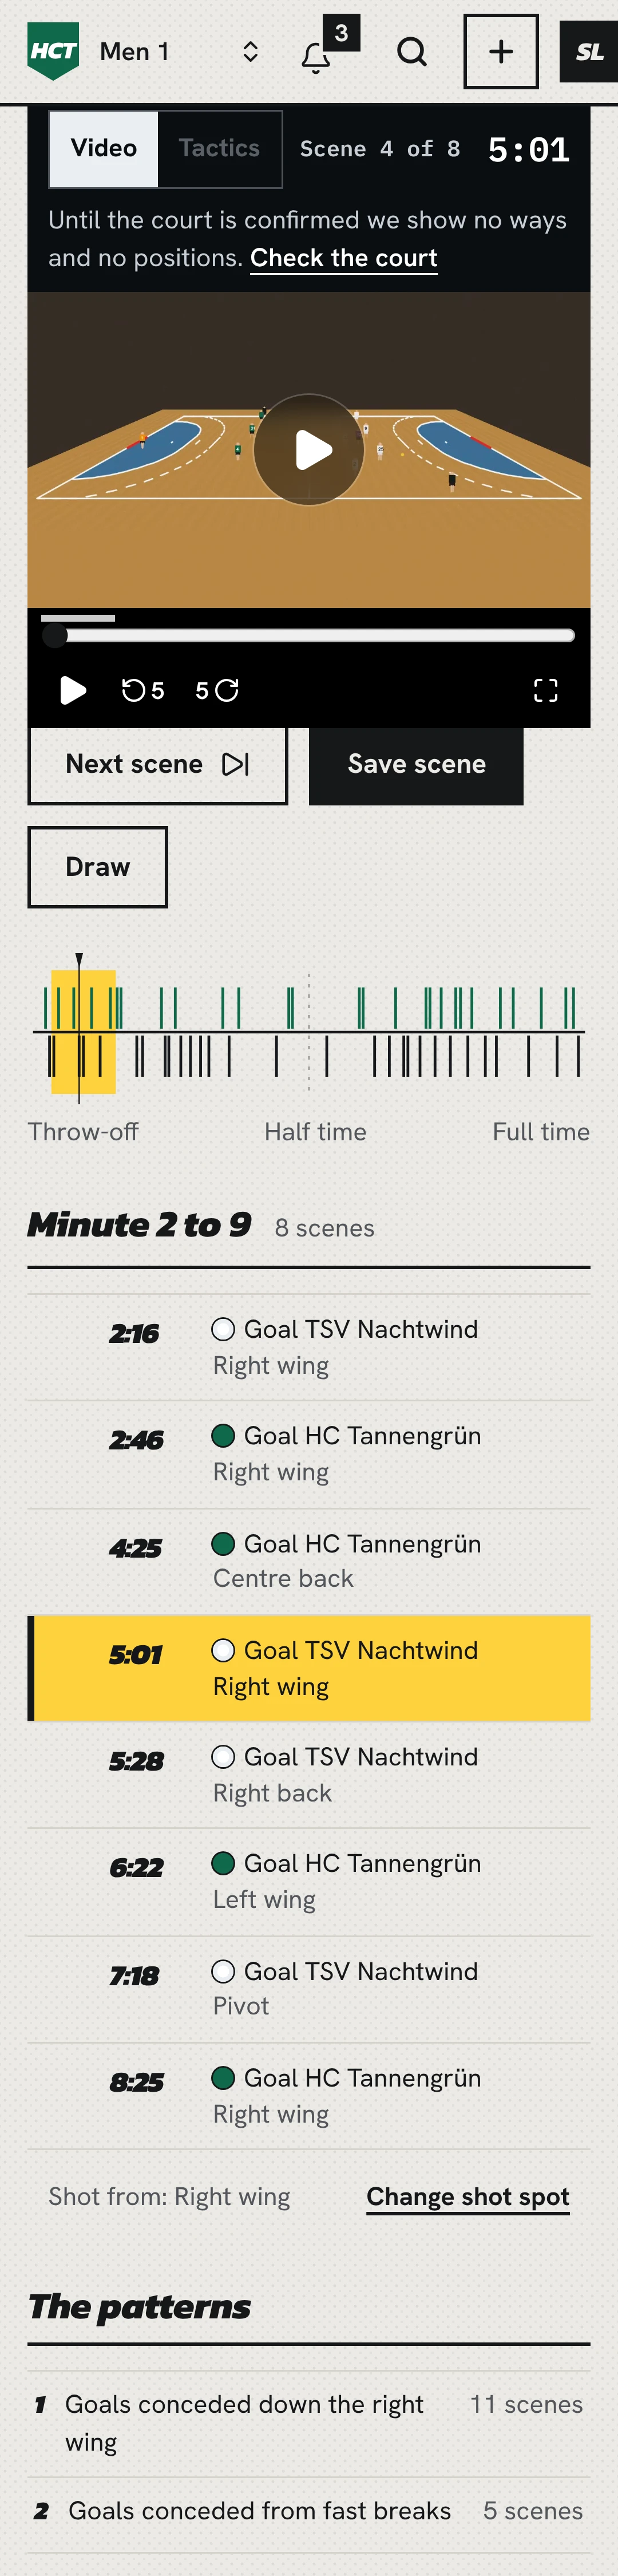 HCT Men 1 3 + SL
Video Tactics Scene 4 of 8 5:01
Until the court is confirmed we show no ways
and no positions. Check the court
5 5
Next scene Save scene
Draw
Throw-off Half time Full time
Minute 2 to 9 8 scenes
2:16 Goal TSV Nachtwind
Right wing
2:46 Goal HC Tannengrün
Right wing
4:25 Goal HC Tannengrün
Centre back
5:01 Goal TSV Nachtwind
Right wing
5:28 Goal TSV Nachtwind
Right back
6:22 Goal HC Tannengrün
Left wing
7:18 Goal TSV Nachtwind
Pivot
8:25 Goal HC Tannengrün
Right wing
Shot from: Right wing Change shot spot
The patterns
1 Goals conceded down the right 11 scenes
wing
2 Goals conceded from fast breaks 5 scenes